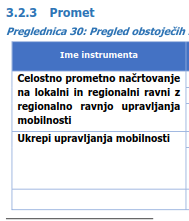 3.2.3 Promet
Preglednica 30: Pregled obstoječih
Ime instrumenta
Celostno prometno načrtovanje
na lokalni in regionalni ravni z
regionalno ravnjo upravljanja
mobilnosti
Ukrepi upravljanja mobilnosti